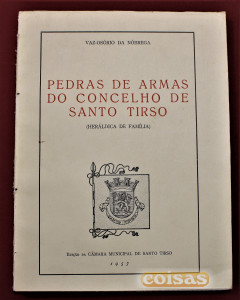 VAZ-OSÓRIO DA NÓBREGA
PEDRAS DE ARMAS
DO CONCELHO DE
SANTO TIRSO
(HERÁLDICA DE FAMÍLIA)
Edição da CÂMARA MUNICIPAL DE SANTO TIRSO
1957
coisas